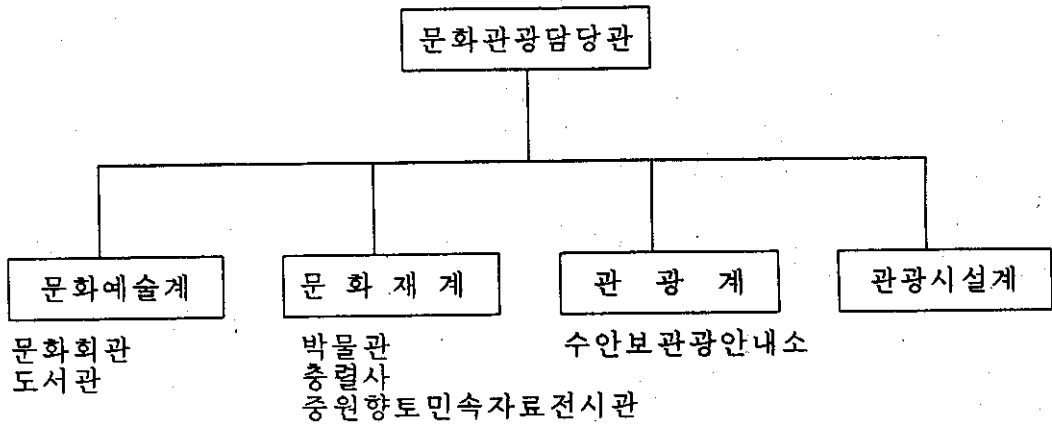 문화관광담당관
문화예술계
문 화 재 계
관 광 계
관광시설계
문화회관
도서관
박물관
충렬사
중원향토민속자료전시관
수안보관광안내소